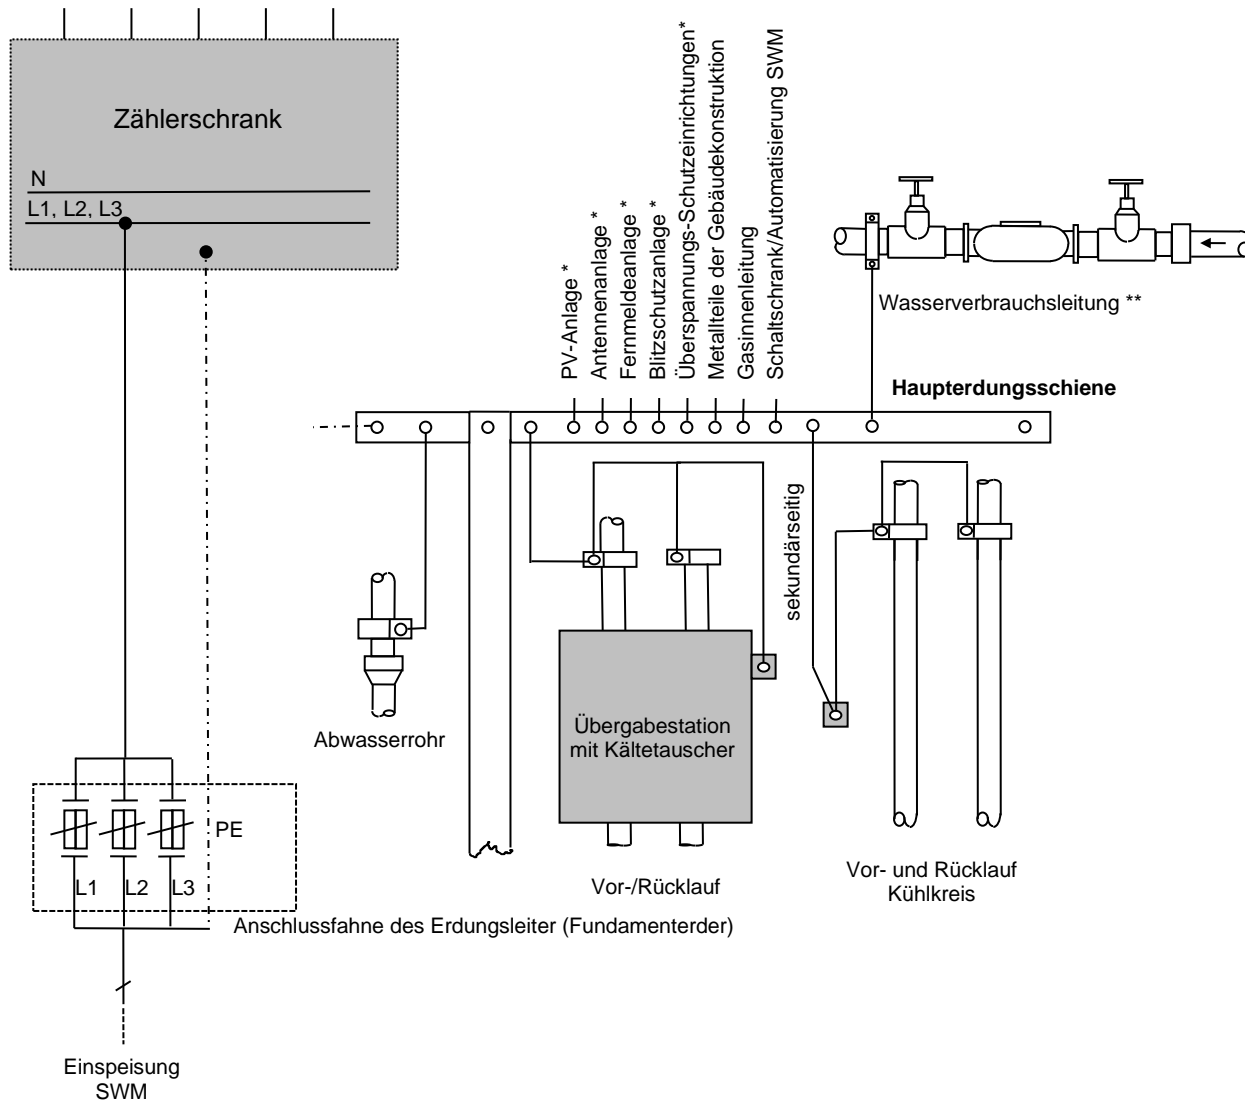 Zählerschrank
N
L1, L2, L3
PV-Anlage *
Antennenanlage *
Fernmeldeanlage *
Blitzschutzanlage *
Überspannungs-Schutzeinrichtungen*
Metallteile der Gebäudekonstruktion
Gasinnenleitung
Schaltschrank/Automatisierung SWM
Wasserverbrauchsleitung **
Haupterdungsschiene
sekundärseitig
Abwasserrohr
Übergabestation
mit Kältetauscher
PE
L1
L2
L3
Vor-/Rücklauf
Vor- und Rücklauf
Kühlkreis
Anschlussfahne des Erdungsleiter (Fundamenterder)
Einspeisung
SWM